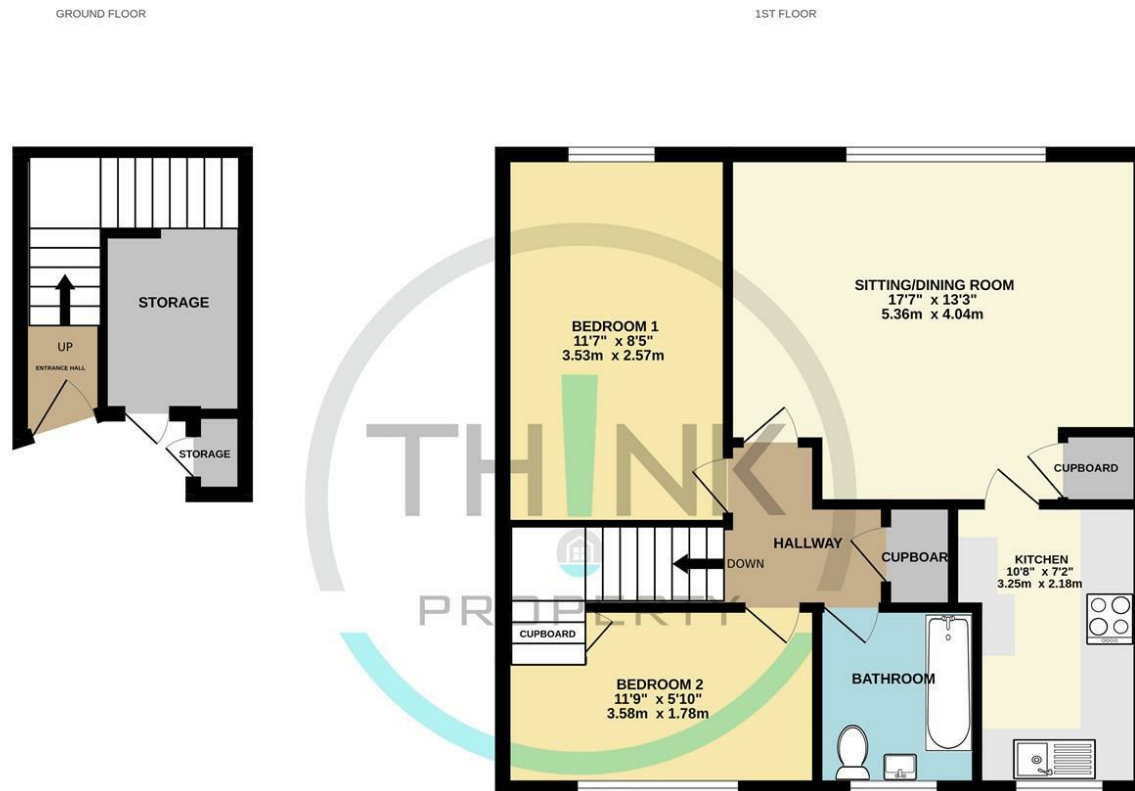 GROUND FLOOR
1ST FLOOR
STORAGE
UP
ENTRANCE HALL
STORAGE
BEDROOM 1
11'7" x 8'5"
3.53m x 2.57m
SITTING/DINING ROOM
17'7" x 13'3"
5.36m x 4.04m
CUPBOARD
HALLWAY
DOWN
CUPBOAR
KITCHEN
10'8" x 7'2"
3.25m x 2.18m
CUPBOARD
BEDROOM 2
11'9" x 5'10"
3.58m x 1.78m
BATHROOM
TH!NK
PROPERTY